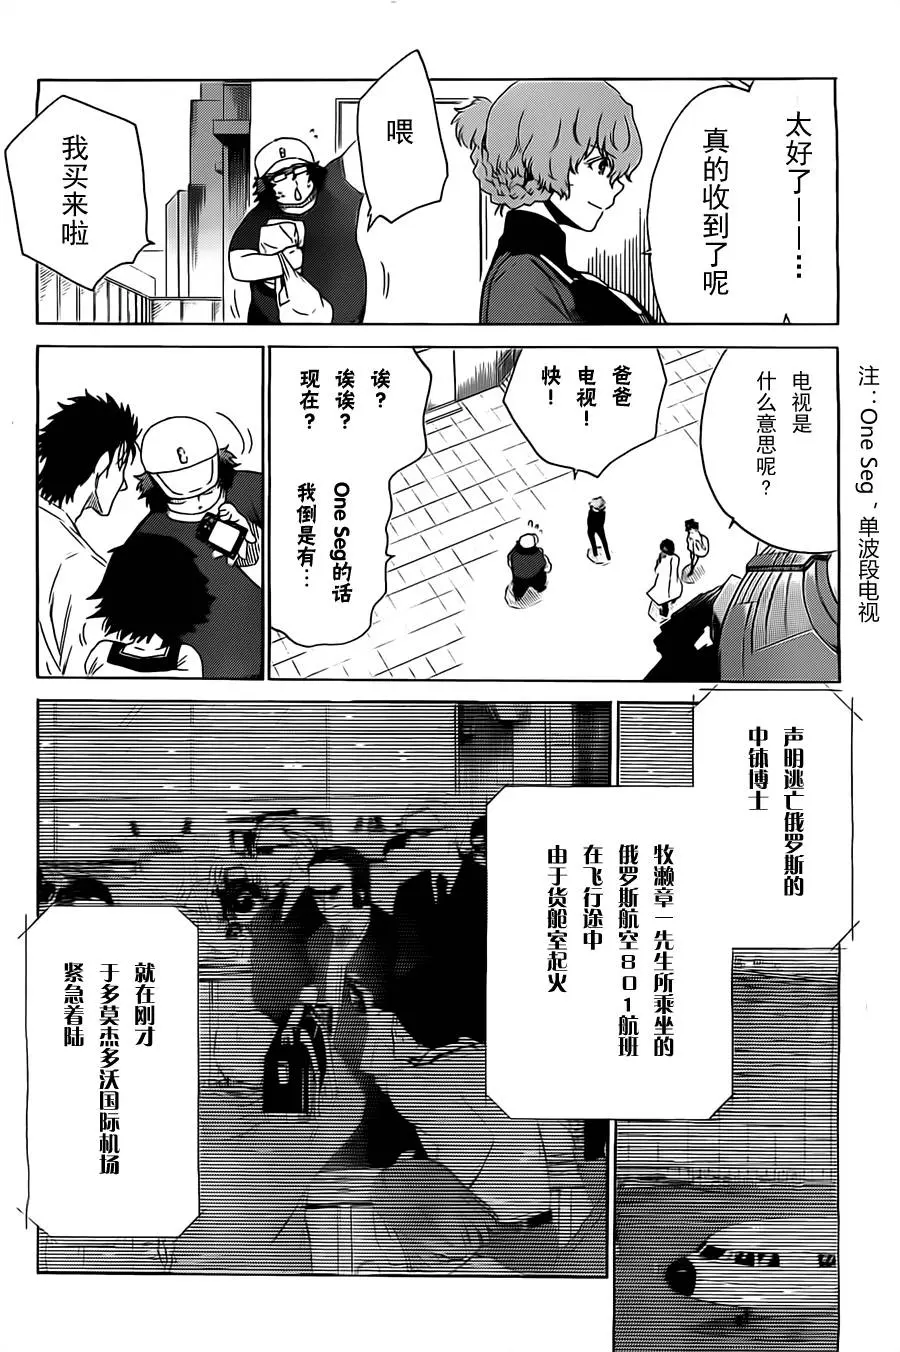 太好了——…
真的收到了呢
喂
我买来啦
电视是
什么意思呢？
爸爸
电视！
快！
诶？
诶诶？
现在？
One Seg的话
我倒是有…
注：One Seg，单波段电视
声明逃亡俄罗斯的
中钵博士
牧濑章一先生所乘坐的
俄罗斯航空801航班
在飞行途中
由于货舱室起火
就在刚才
于多莫杰多沃国际机场
紧急着陆